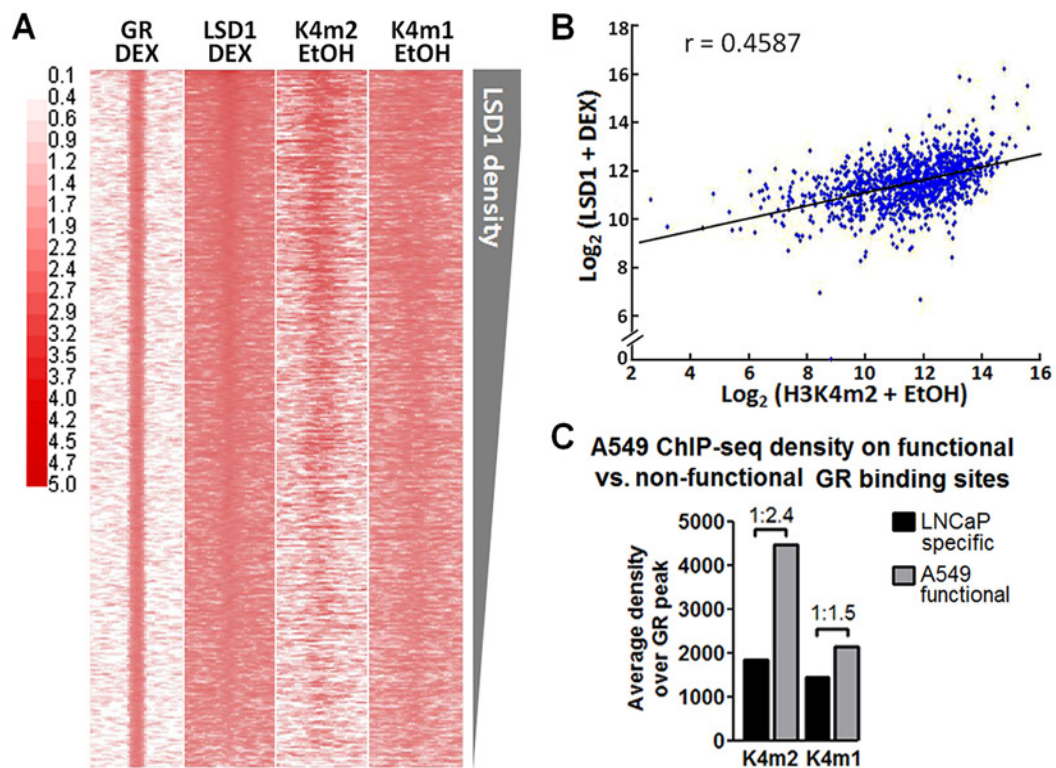 A
GR LSD1 K4m2 K4m1
DEX DEX EtOH EtOH
0.1
0.4
0.6
0.9
1.2
1.4
1.6
1.9
2.2
2.4
2.6
2.9
3.2
3.5
3.7
4.0
4.2
4.7
5.0
LSD1 density
B
r = 0.4587
18
16
14
12
10
8
6
0
Log₂ (LSD1 + DEX)
2 4 6 8 10 12 14 16
Log₂ (H3K4m2 + EtOH)
C
A549 ChIP-seq density on functional
vs. non-functional GR binding sites
5000
4000
3000
2000
1000
0
Average density
over GR peak
1:2.4
1:1.5
K4m2 K4m1
LNCaP
specific
A549
functional